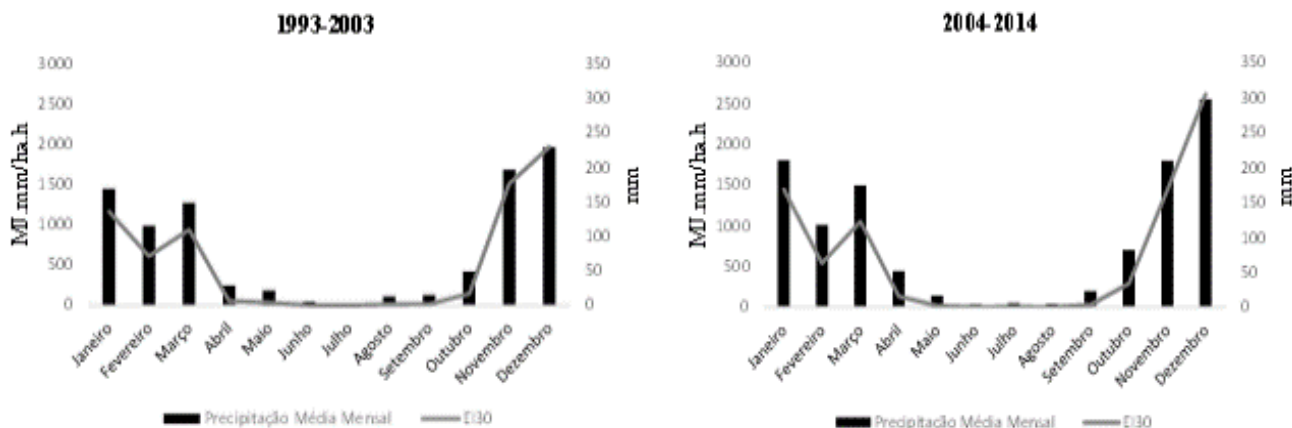 1993-2003
MJ.mm/ha.h
3000
2500
2000
1500
1000
500
0
350
300
250
200
150
100
50
0
mm
Janeiro
Fevereiro
Março
Abril
Maio
Junho
Julho
Agosto
Setembro
Outubro
Novembro
Dezembro
Precipitação Média Mensal
EI30
2004-2014
MJ.mm/ha.h
3000
2500
2000
1500
1000
500
0
350
300
250
200
150
100
50
0
mm
Janeiro
Fevereiro
Março
Abril
Maio
Junho
Julho
Agosto
Setembro
Outubro
Novembro
Dezembro
Precipitação Média Mensal
EI30